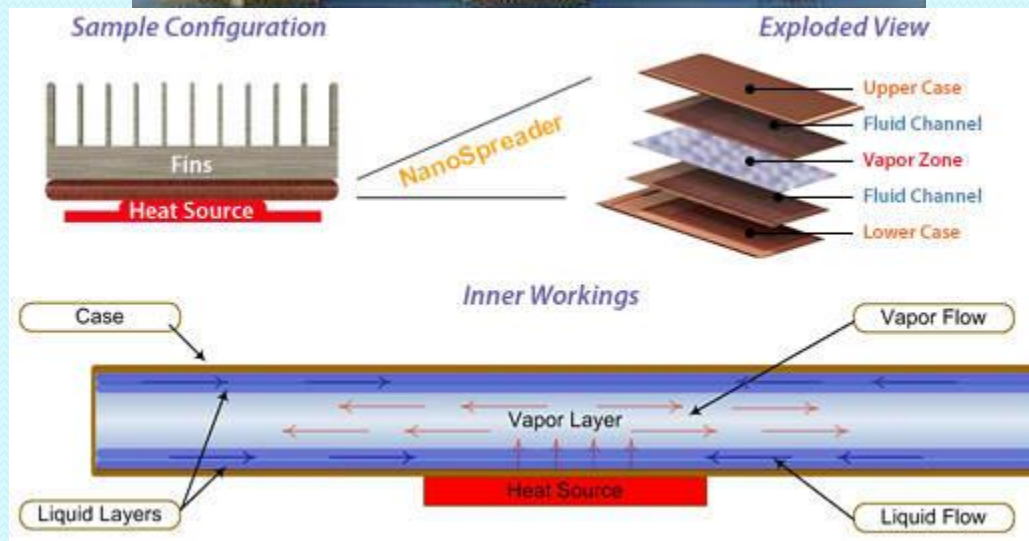 Sample Configuration
Exploded View
Fins
Heat Source
NanoSpreader
Upper Case
Fluid Channel
Vapor Zone
Fluid Channel
Lower Case
Inner Workings
Case
Vapor Flow
Vapor Layer
Heat Source
Liquid Layers
Liquid Flow